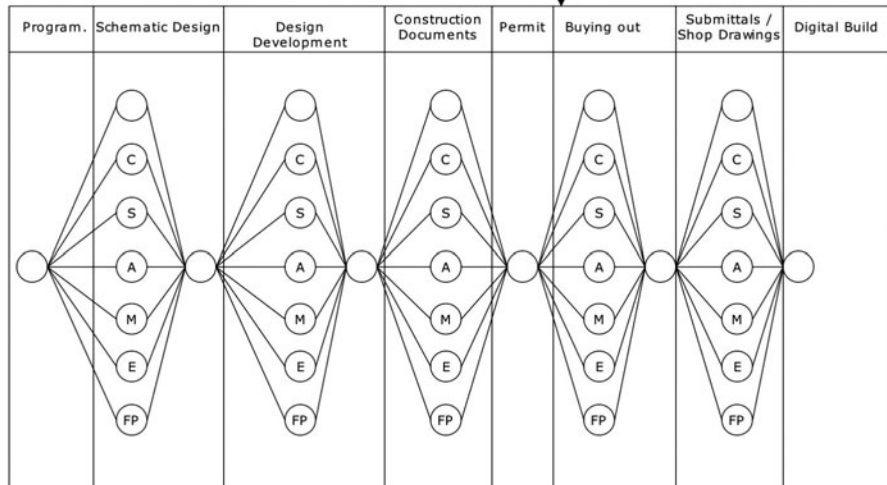 Program.
Schematic Design
Design
Development
Construction
Documents
Permit
Buying out
Submittals /
Shop Drawings
Digital Build
C
C
C
C
C
S
S
S
S
S
A
A
A
A
A
M
M
M
M
M
E
E
E
E
E
FP
FP
FP
FP
FP